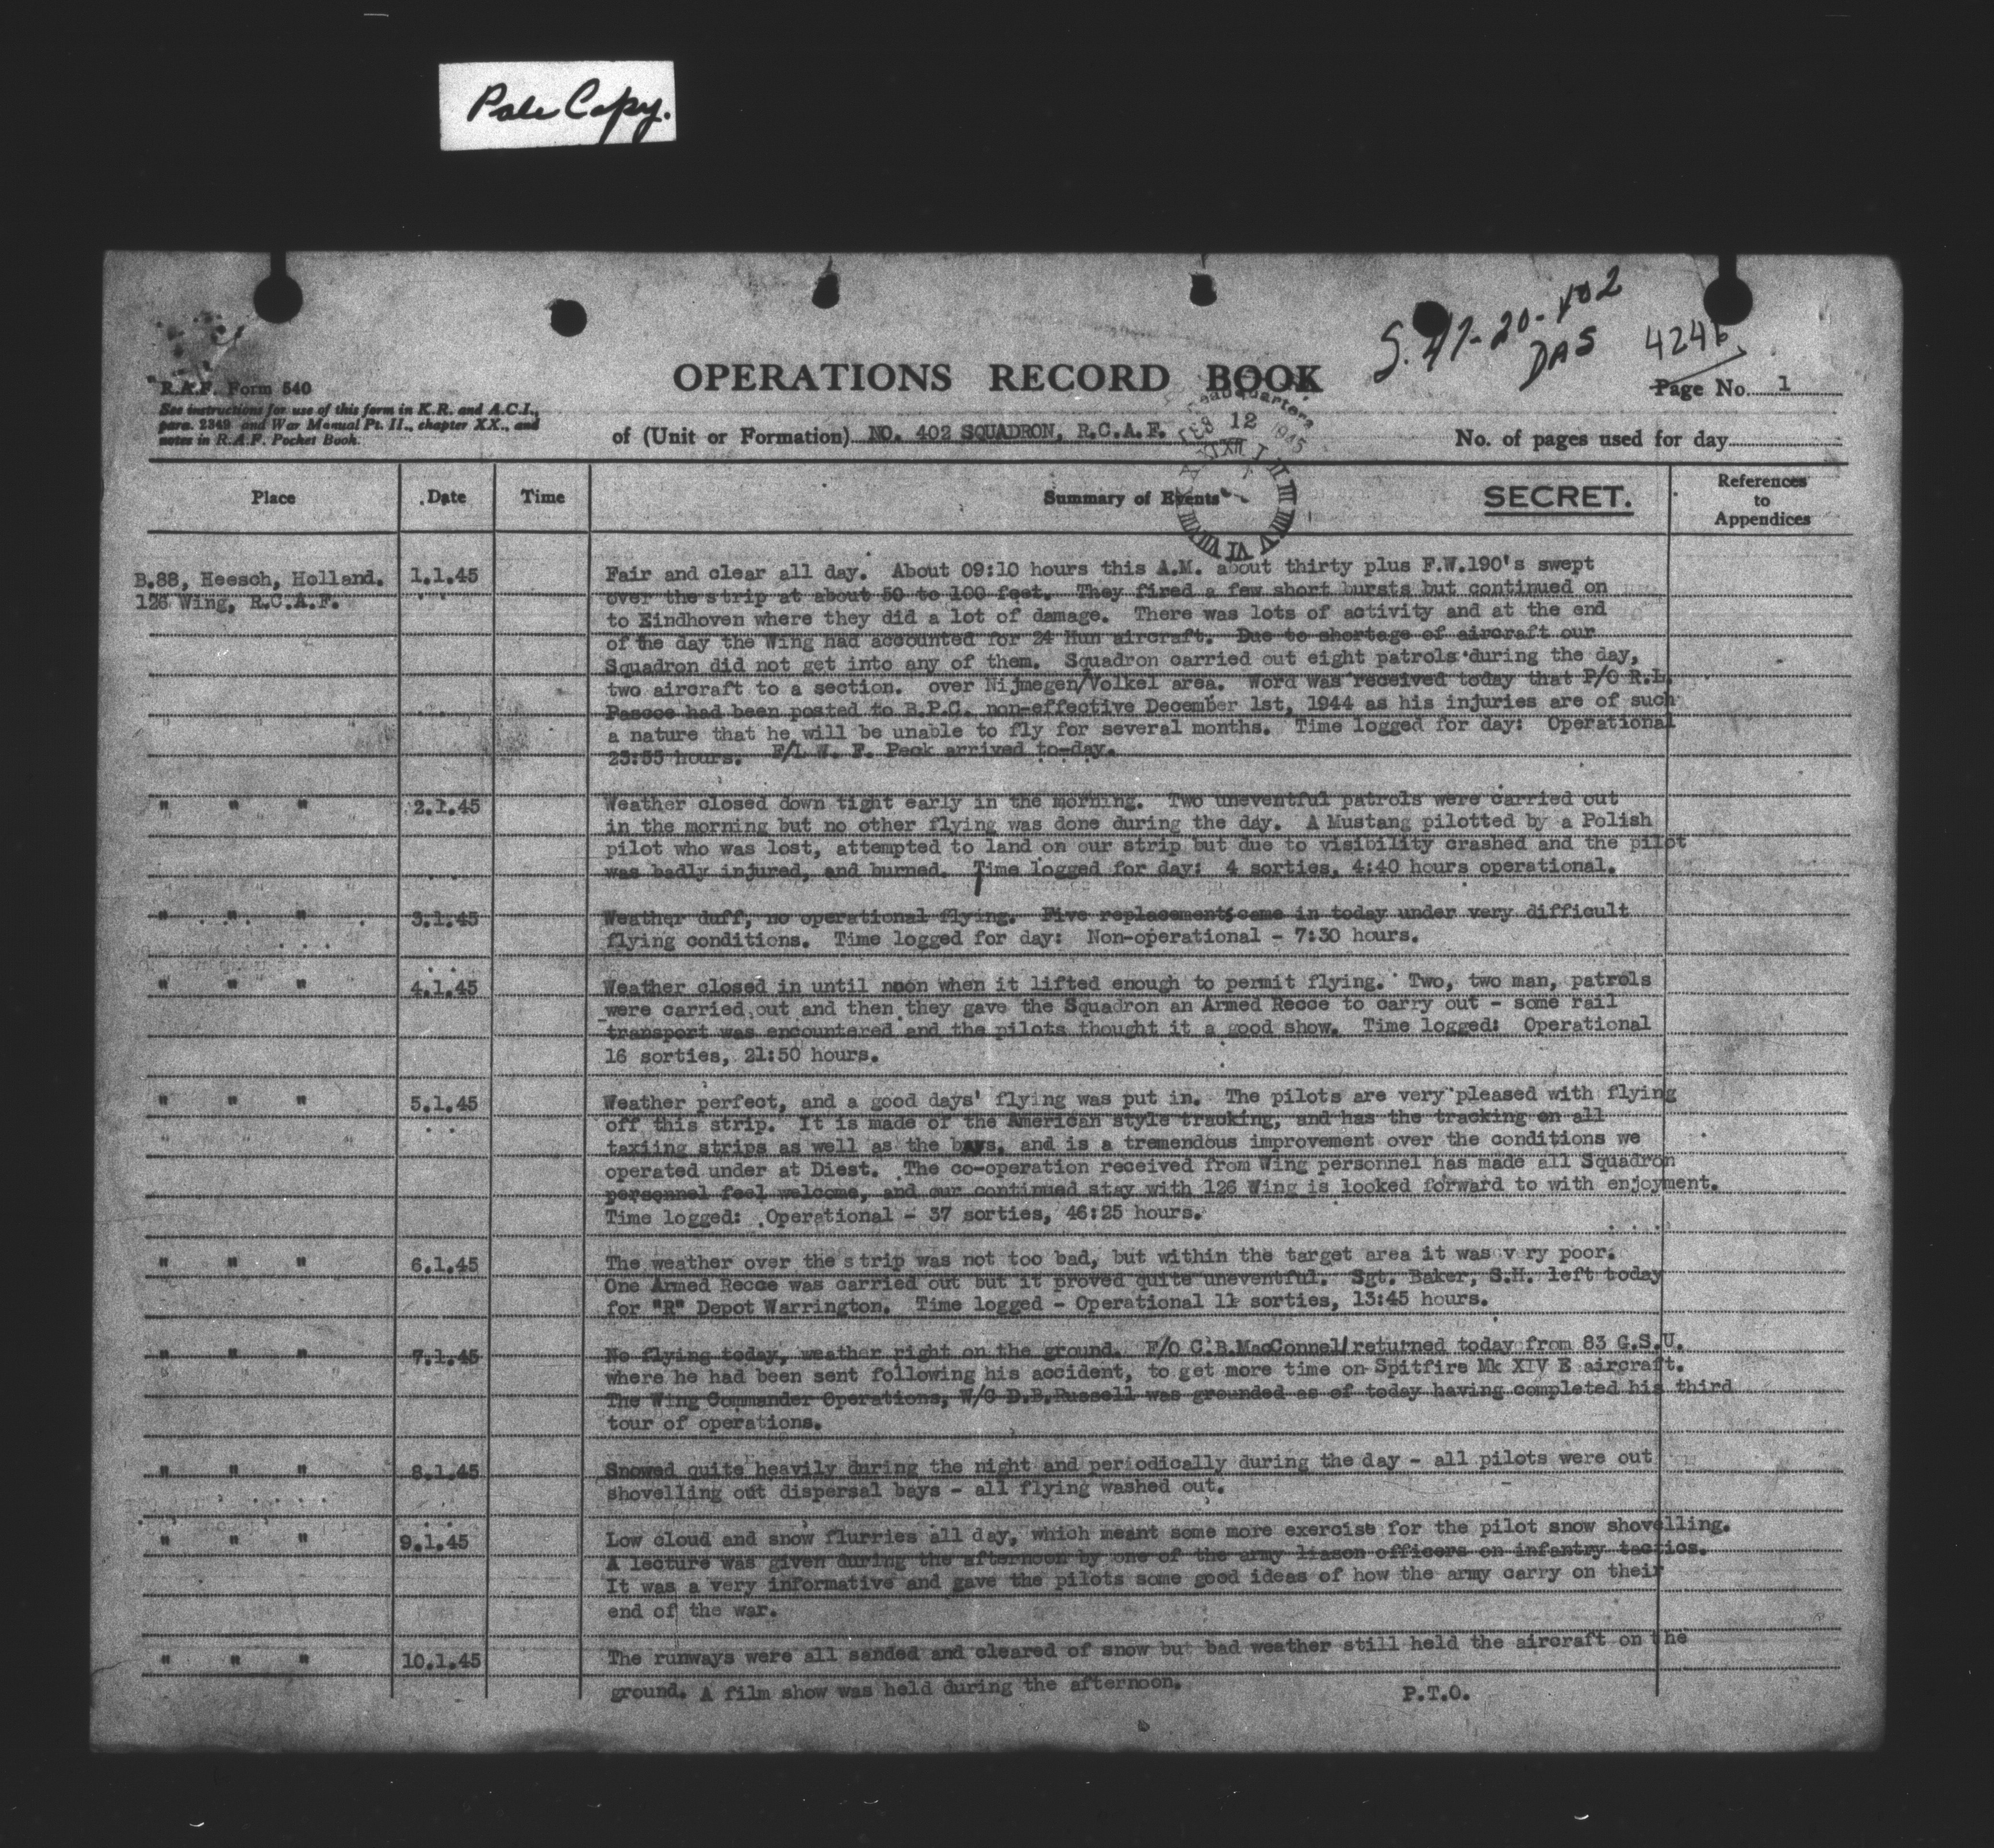 Pale Copy.
S. 47-20-402
DAS
4246
R.A.F. Form 540
See instructions for use of this form in K.R. and A.C.I.,
para. 2349 and War Manual Pt. II., chapter XX., and
notes in R.A.F. Pocket Book.
OPERATIONS RECORD BOOK
Page No. 1
of (Unit or Formation) NO. 402 SQUADRON, R.C.A.F.
No. of pages used for day
Headquarters
FEB 12 1945
Place Date Time Summary of Events SECRET. References to Appendices
B.88, Heesch, Holland. 1.1.45 Fair and clear all day. About 09:10 hours this A.M. about thirty plus F.W.190's swept
126 Wing, R.C.A.F. over the strip at about 50 to 100 feet. They fired a few short bursts but continued on
to Eindhoven where they did a lot of damage. There was lots of activity and at the end
of the day the Wing had accounted for 24 Hun aircraft. Due to shortage of aircraft our
Squadron did not get into any of them. Squadron carried out eight patrols during the day,
two aircraft to a section. over Nijmegen/Volkel area. Word was received today that P/O R.L.
Pascoe had been posted to B.P.C. non-effective December 1st, 1944 as his injuries are of such
a nature that he will be unable to fly for several months. Time logged for day: Operational
23:55 hours. F/L W. F. Peck arrived to-day.
" " " 2.1.45 Weather closed down tight early in the morning. Two uneventful patrols were carried out
in the morning but no other flying was done during the day. A Mustang pilotted by a Polish
pilot who was lost, attempted to land on our strip but due to visibility crashed and the pilot
was badly injured, and burned. Time logged for day: 4 sorties, 4:40 hours operational.
" " " 3.1.45 Weather duff, no operational flying. Five replacements came in today under very difficult
flying conditions. Time logged for day: Non-operational - 7:30 hours.
" " " 4.1.45 Weather closed in until noon when it lifted enough to permit flying. Two, two man, patrols
were carried out and then they gave the Squadron an Armed Recce to carry out - some rail
transport was encountered and the pilots thought it a good show. Time logged: Operational
16 sorties, 21:50 hours.
" " " 5.1.45 Weather perfect, and a good days' flying was put in. The pilots are very pleased with flying
off this strip. It is made of the American style tracking, and has the tracking on all
taxiing strips as well as the bays, and is a tremendous improvement over the conditions we
operated under at Diest. The co-operation received from Wing personnel has made all Squadron
personnel feel welcome, and our continued stay with 126 Wing is looked forward to with enjoyment.
Time logged: Operational - 37 sorties, 46:25 hours.
" " " 6.1.45 The weather over the strip was not too bad, but within the target area it was v ry poor.
One Armed Recce was carried out but it proved quite uneventful. Sgt. Baker, S.H. left today
for "R" Depot Warrington. Time logged - Operational 11 sorties, 13:45 hours.
" " " 7.1.45 No flying today, weather right on the ground. F/O C.B.MacConnell returned today from 83 G.S.U.
where he had been sent following his accident, to get more time on Spitfire Mk XIV E aircraft.
The Wing Commander Operations, W/C D.B.Russell was grounded as of today having completed his third
tour of operations.
" " " 8.1.45 Snowed quite heavily during the night and periodically during the day - all pilots were out
shovelling out dispersal bays - all flying washed out.
" " " 9.1.45 Low cloud and snow flurries all day, which meant some more exercise for the pilot snow shovelling.
A lecture was given during the afternoon by one of the army liason officers on infantry tactics.
It was a very informative and gave the pilots some good ideas of how the army carry on their
end of the war.
" " " 10.1.45 The runways were all sanded and cleared of snow but bad weather still held the aircraft on the
ground. A film show was held during the afternoon. P.T.O.